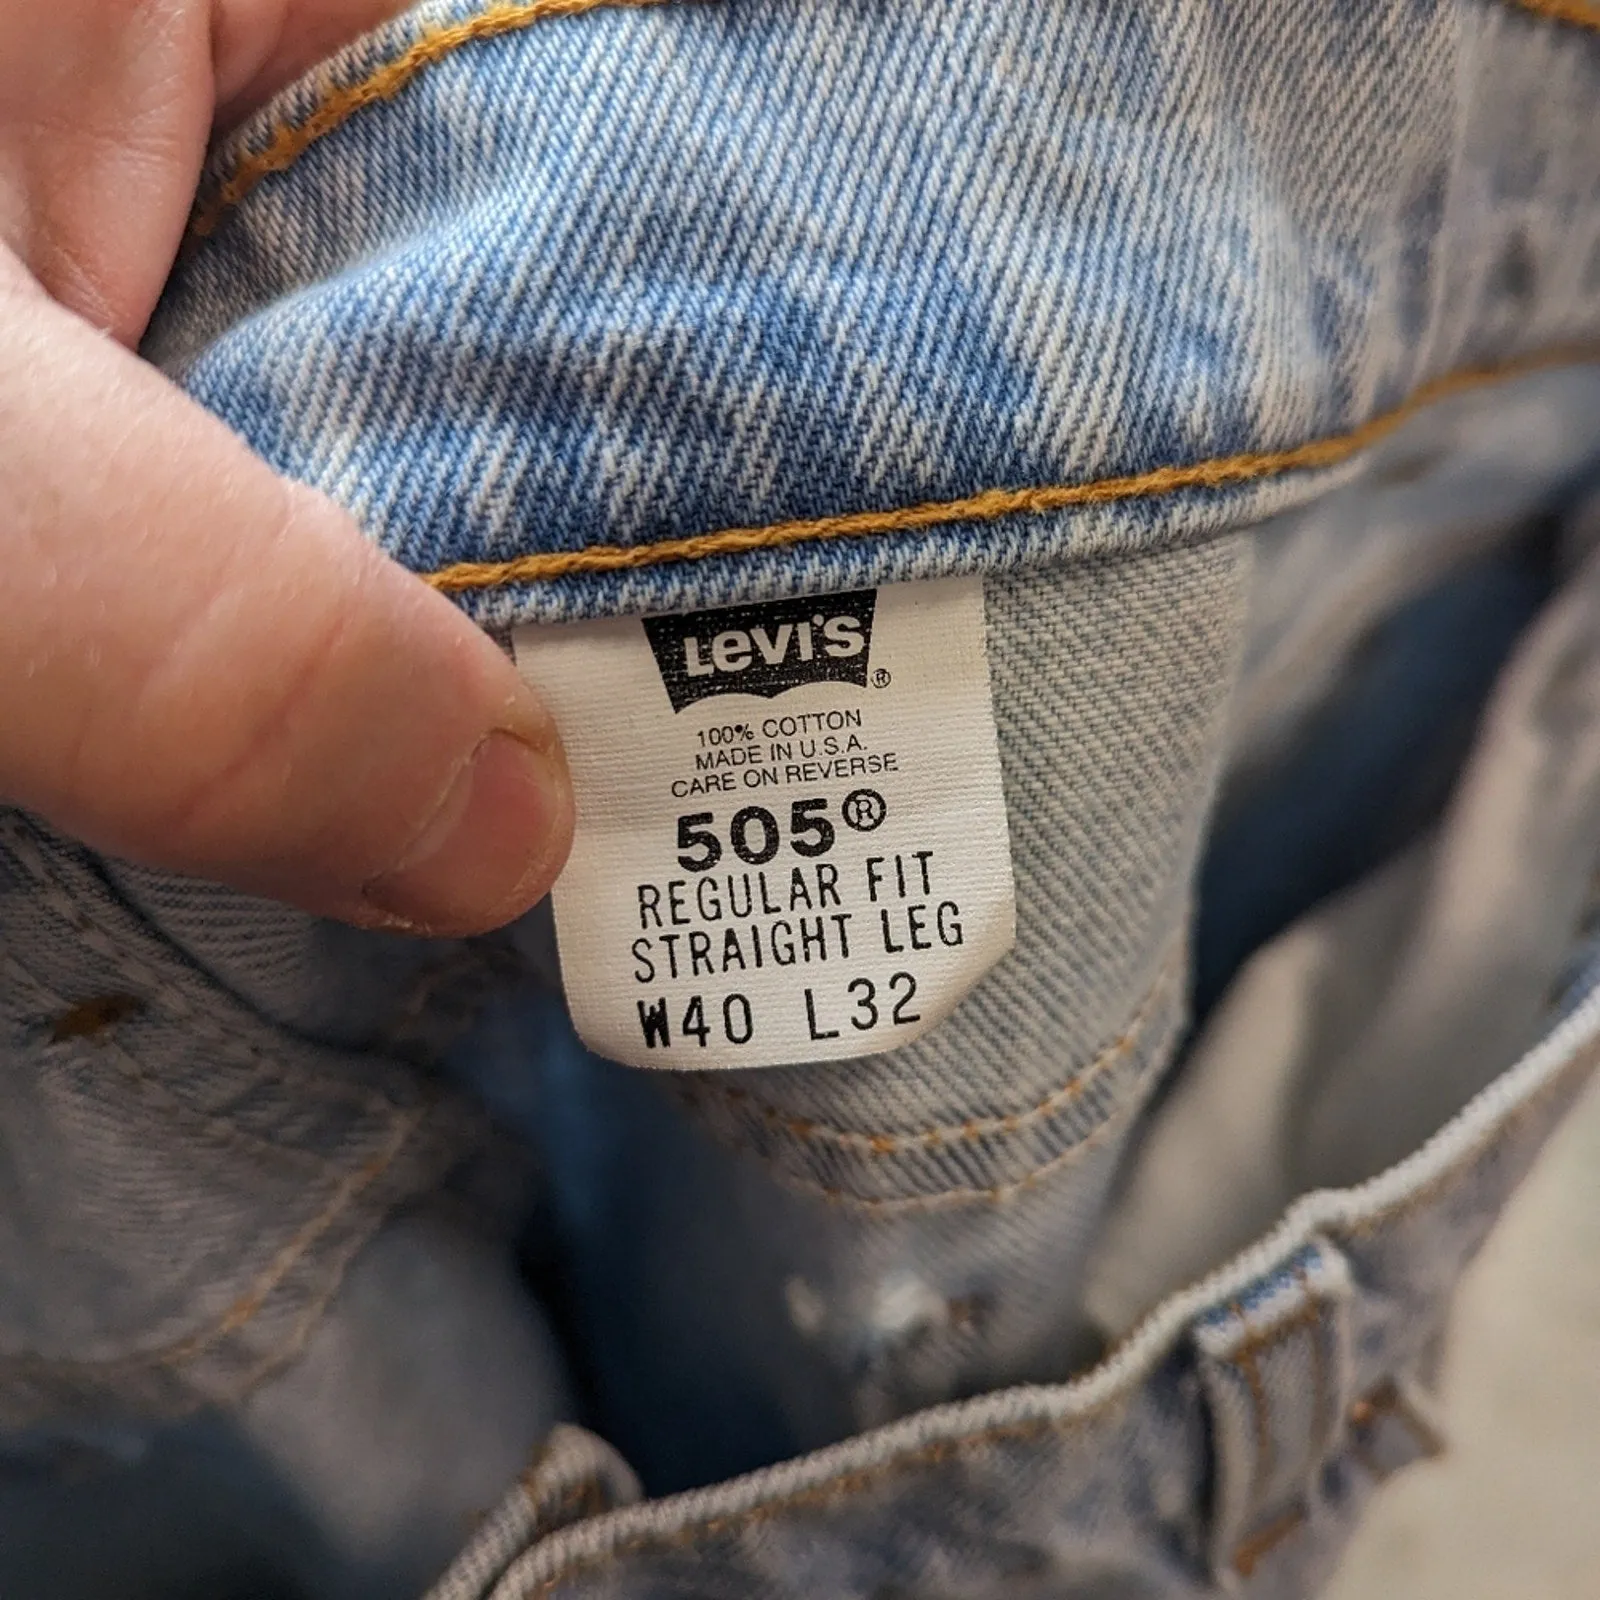 LEVI'S®
100% COTTON
MADE IN U.S.A.
CARE ON REVERSE
505®
REGULAR FIT
STRAIGHT LEG
W40 L32